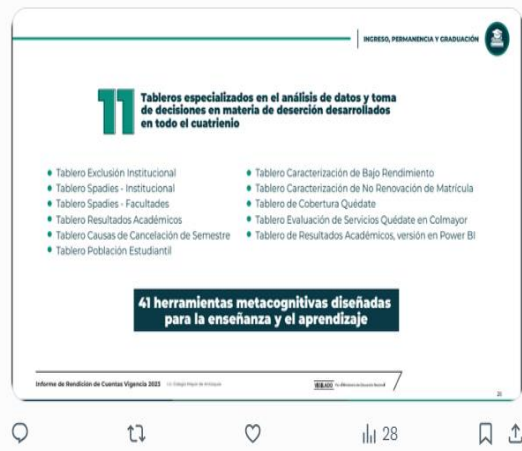 INGRESO, PERMANENCIA Y GRADUACIÓN
11
Tableros especializados en el análisis de datos y toma
de decisiones en materia de deserción desarrollados
en todo el cuatrienio
Tablero Exclusión Institucional
Tablero Spadies - Institucional
Tablero Spadies - Facultades
Tablero Resultados Académicos
Tablero Causas de Cancelación de Semestre
Tablero Población Estudiantil
Tablero Caracterización de Bajo Rendimiento
Tablero Caracterización de No Renovación de Matrícula
Tablero de Cobertura Quédate
Tablero Evaluación de Servicios Quédate en Colmayor
Tablero de Resultados Académicos, versión en Power BI
41 herramientas metacognitivas diseñadas
para la enseñanza y el aprendizaje
Informe de Rendición de Cuentas Vigencia 2023
28